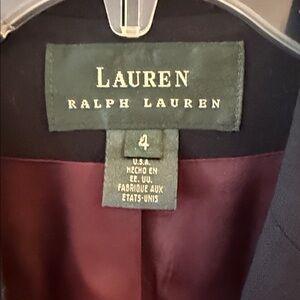 LAUREN
RALPH LAUREN
4
U.S.A.
HECHO EN
EE. UU.
FABRIQUE AUX
ETATS-UNIS